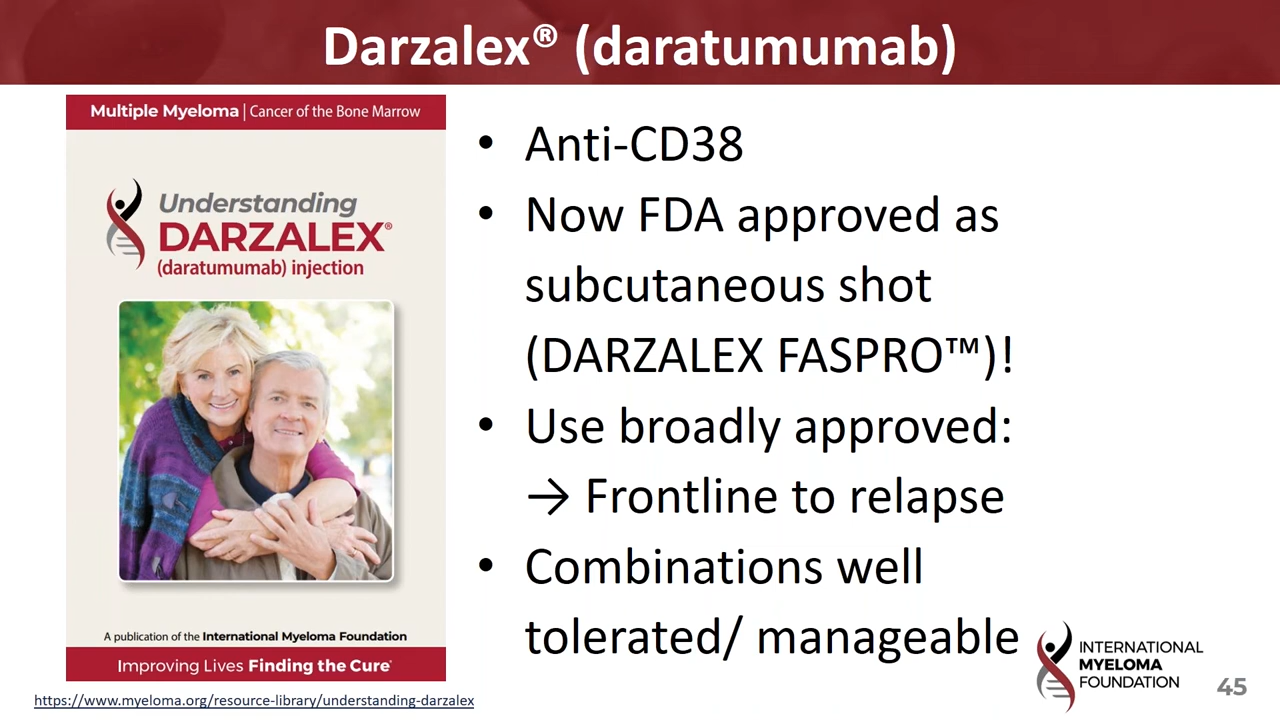 Darzalex® (daratumumab)
Multiple Myeloma | Cancer of the Bone Marrow
Understanding
DARZALEX®
(daratumumab) injection
A publication of the International Myeloma Foundation
Improving Lives Finding the Cure®
https://www.myeloma.org/resource-library/understanding-darzalex
• Anti-CD38
• Now FDA approved as
subcutaneous shot
(DARZALEX FASPRO™)!
• Use broadly approved:
→ Frontline to relapse
• Combinations well
tolerated/ manageable
INTERNATIONAL
MYELOMA
FOUNDATION
45